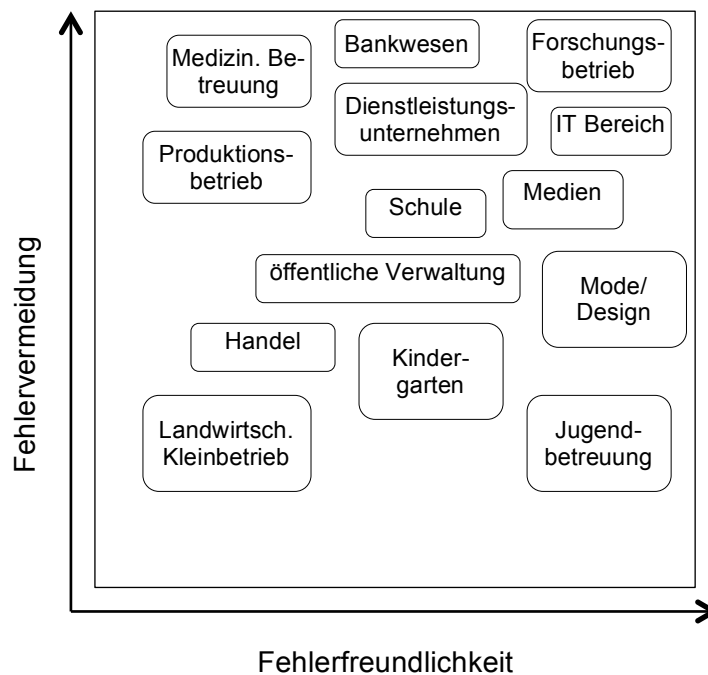 Medizin. Be-
treuung
Bankwesen
Forschungs-
betrieb
Dienstleistungs-
unternehmen
IT Bereich
Produktions-
betrieb
Schule
Medien
öffentliche Verwaltung
Mode/
Design
Handel
Kinder-
garten
Landwirtsch.
Kleinbetrieb
Jugend-
betreuung
Fehlervermeidung
Fehlerfreundlichkeit